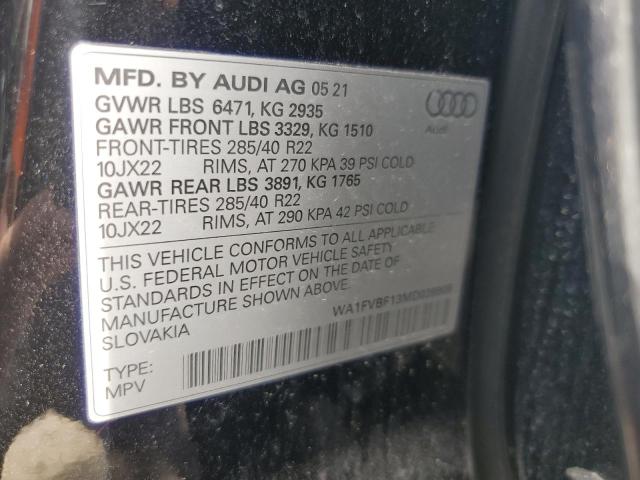 MFD. BY AUDI AG 05 21
GVWR LBS 6471, KG 2935
GAWR FRONT LBS 3329, KG 1510
FRONT-TIRES 285/40 R22
10JX22 RIMS, AT 270 KPA 39 PSI COLD
GAWR REAR LBS 3891, KG 1765
REAR-TIRES 285/40 R22
10JX22 RIMS, AT 290 KPA 42 PSI COLD
Audi
THIS VEHICLE CONFORMS TO ALL APPLICABLE
U.S. FEDERAL MOTOR VEHICLE SAFETY
STANDARDS IN EFFECT ON THE DATE OF
MANUFACTURE SHOWN ABOVE.
SLOVAKIA
TYPE:
MPV